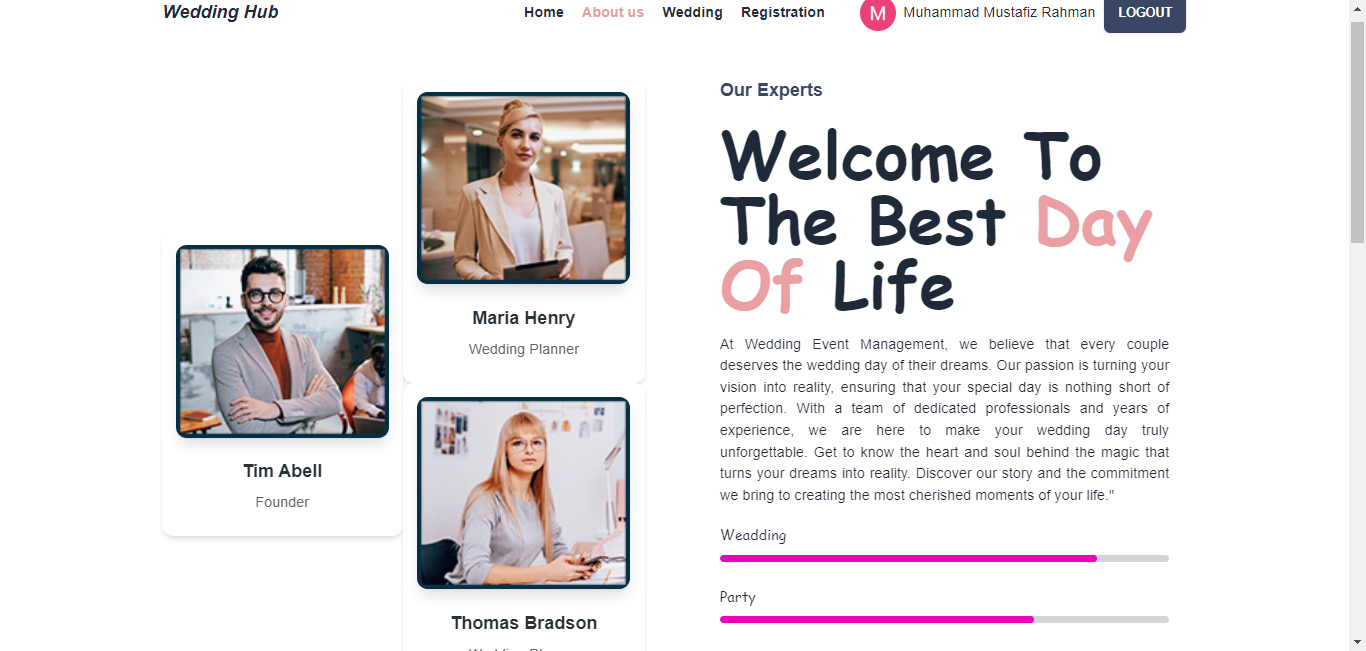 Wedding Hub
Home About us Wedding Registration
M Muhammad Mustafiz Rahman LOGOUT
Tim Abell
Founder
Maria Henry
Wedding Planner
Thomas Bradson
Our Experts
Welcome To
The Best Day
Of Life
At Wedding Event Management, we believe that every couple
deserves the wedding day of their dreams. Our passion is turning your
vision into reality, ensuring that your special day is nothing short of
perfection. With a team of dedicated professionals and years of
experience, we are here to make your wedding day truly
unforgettable. Get to know the heart and soul behind the magic that
turns your dreams into reality. Discover our story and the commitment
we bring to creating the most cherished moments of your life."
Weadding
Party